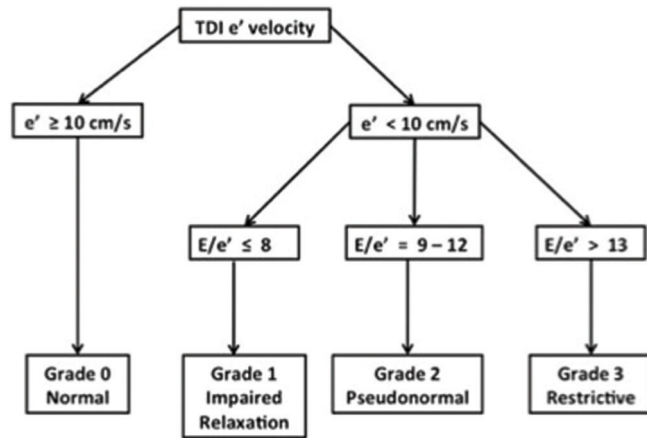 TDI e’ velocity
e’ ≥ 10 cm/s
e’ < 10 cm/s
E/e’ ≤ 8
E/e’ = 9 – 12
E/e’ > 13
Grade 0
Normal
Grade 1
Impaired
Relaxation
Grade 2
Pseudonormal
Grade 3
Restrictive